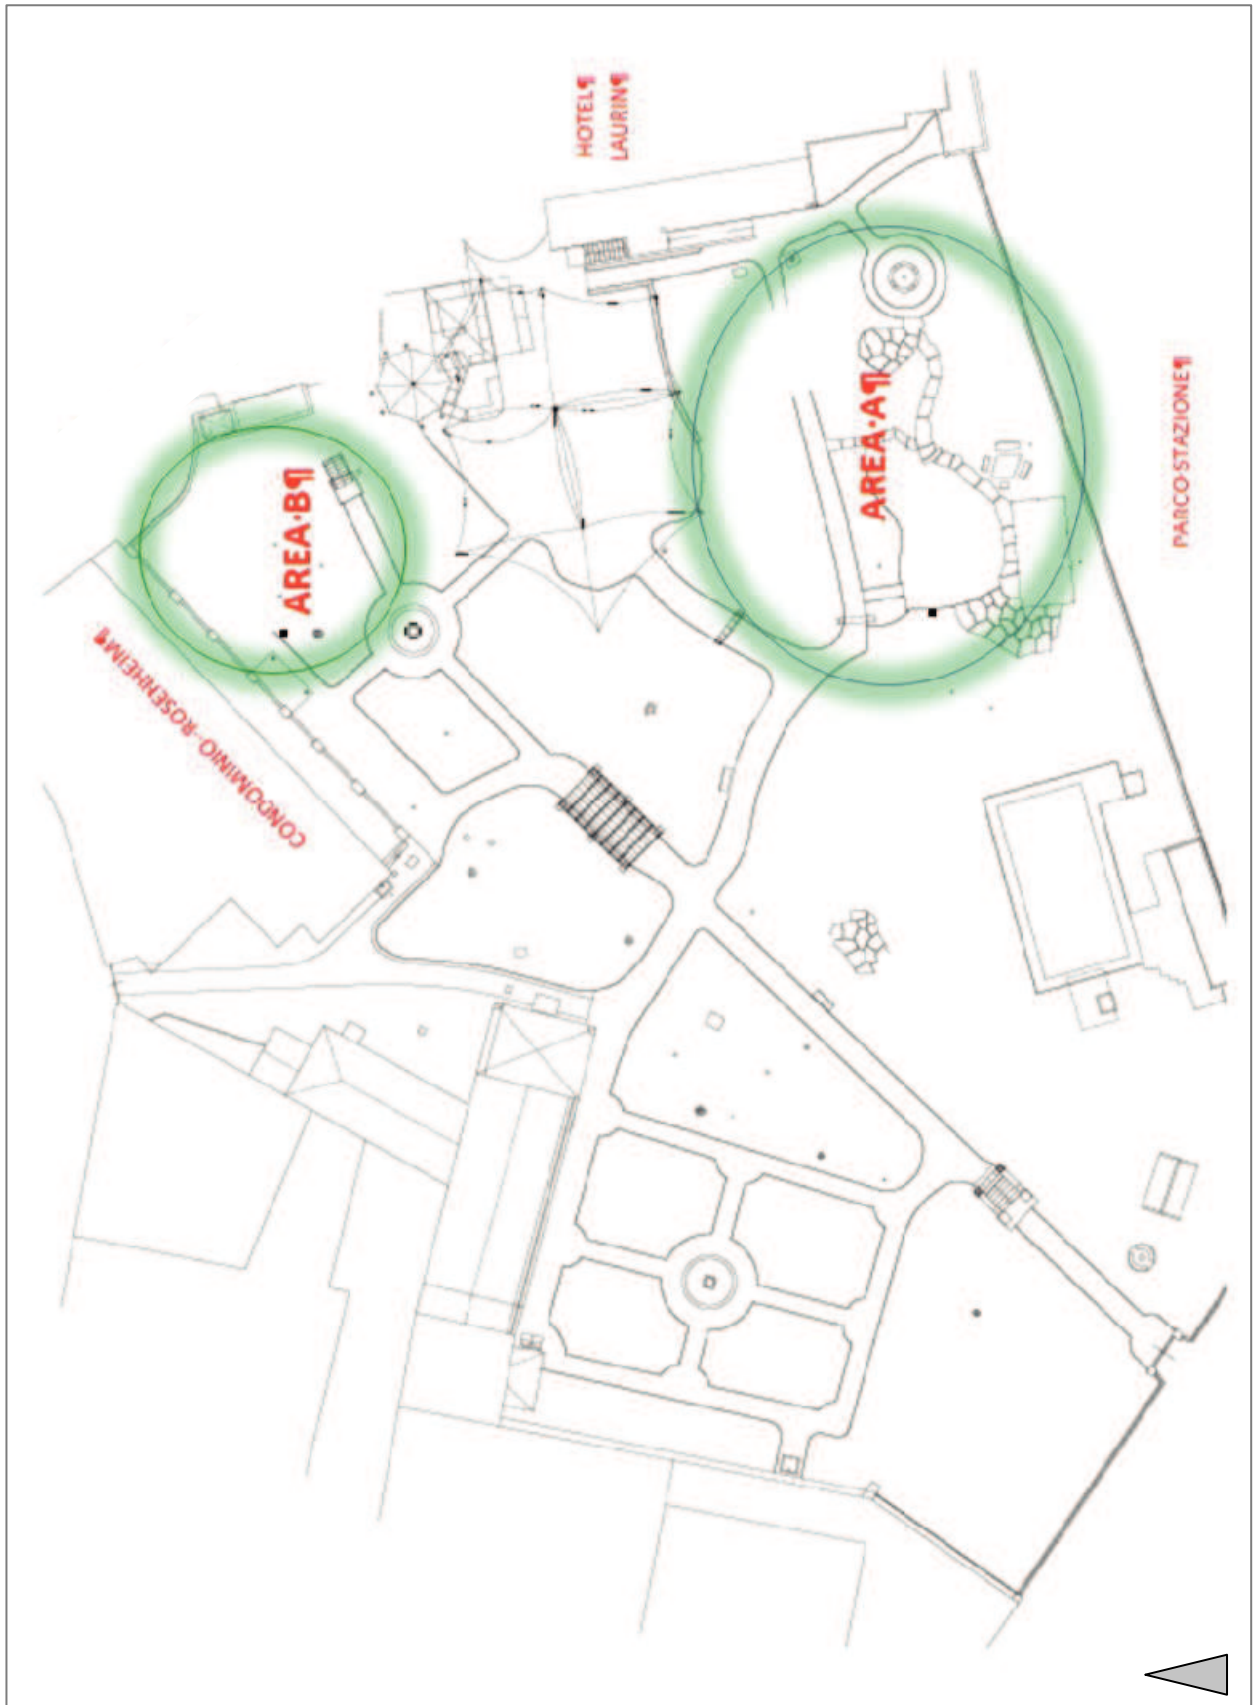 HOTEL¶
LAURIN¶
AREA·A¶
PARCO·STAZIONE¶
AREA·B¶
CONDOMINIO··ROSENHEIM¶